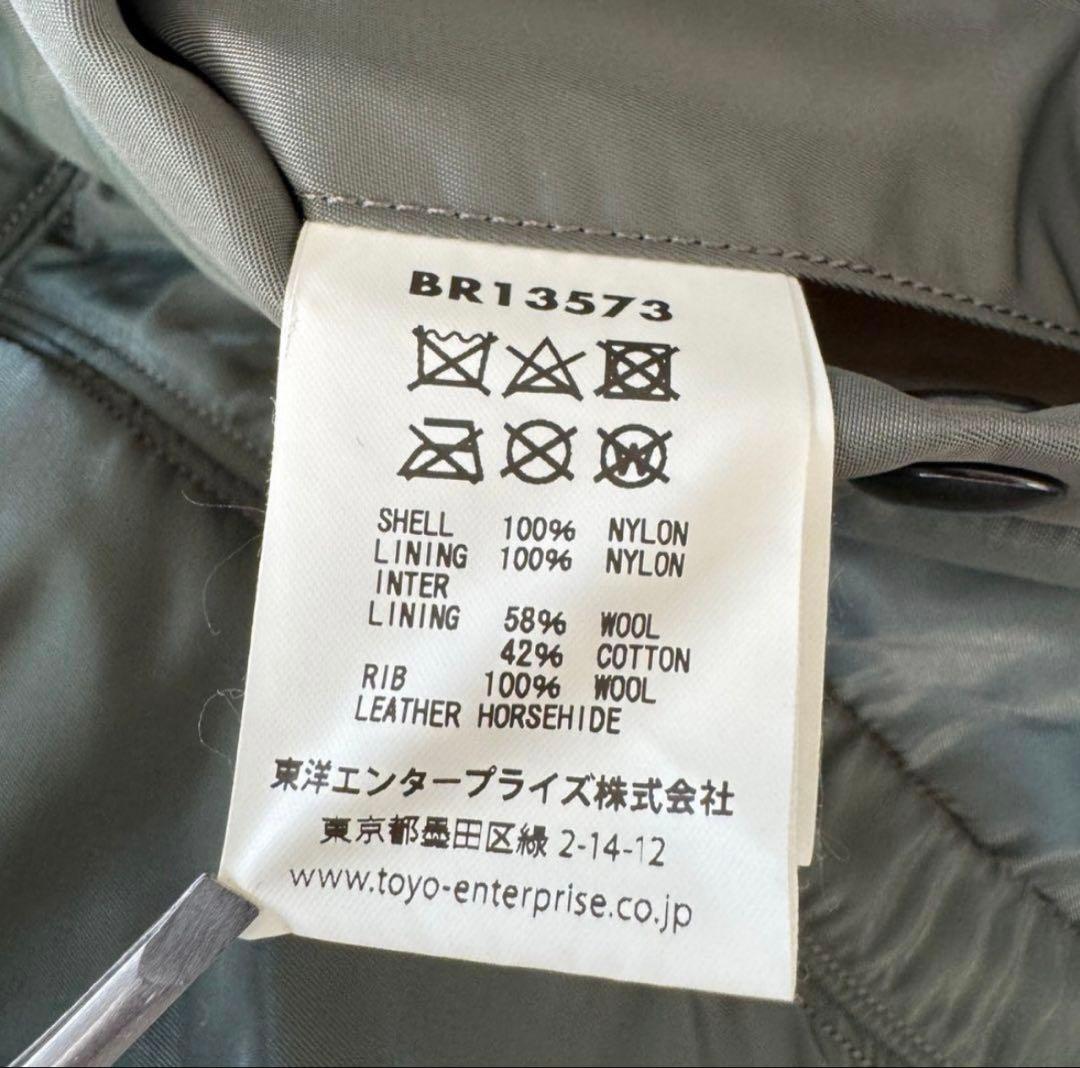 BR13573
SHELL 100% NYLON
LINING 100% NYLON
INTER
LINING 58% WOOL
42% COTTON
RIB 100% WOOL
LEATHER HORSEHIDE
東洋エンタープライズ株式会社
東京都墨田区緑 2-14-12
www.toyo-enterprise.co.jp